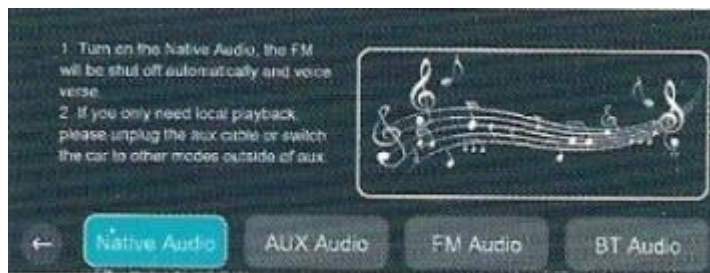 1 Turn on the Native Audio, the FM
will be shut off automatically and voice
verse
2 If you only need local playback,
please unplug the aux cable or switch
the car to other modes outside of aux
Native Audio
AUX Audio
FM Audio
BT Audio